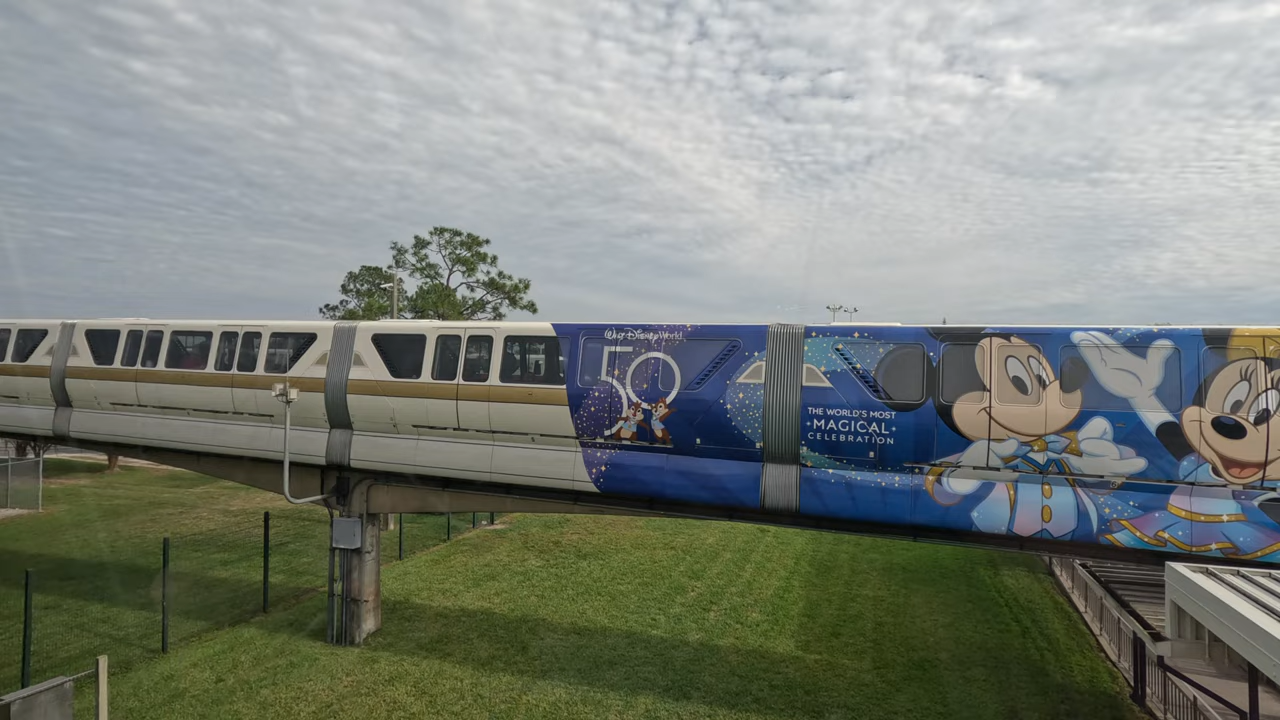 Walt Disney World
50
THE WORLD'S MOST
MAGICAL
CELEBRATION